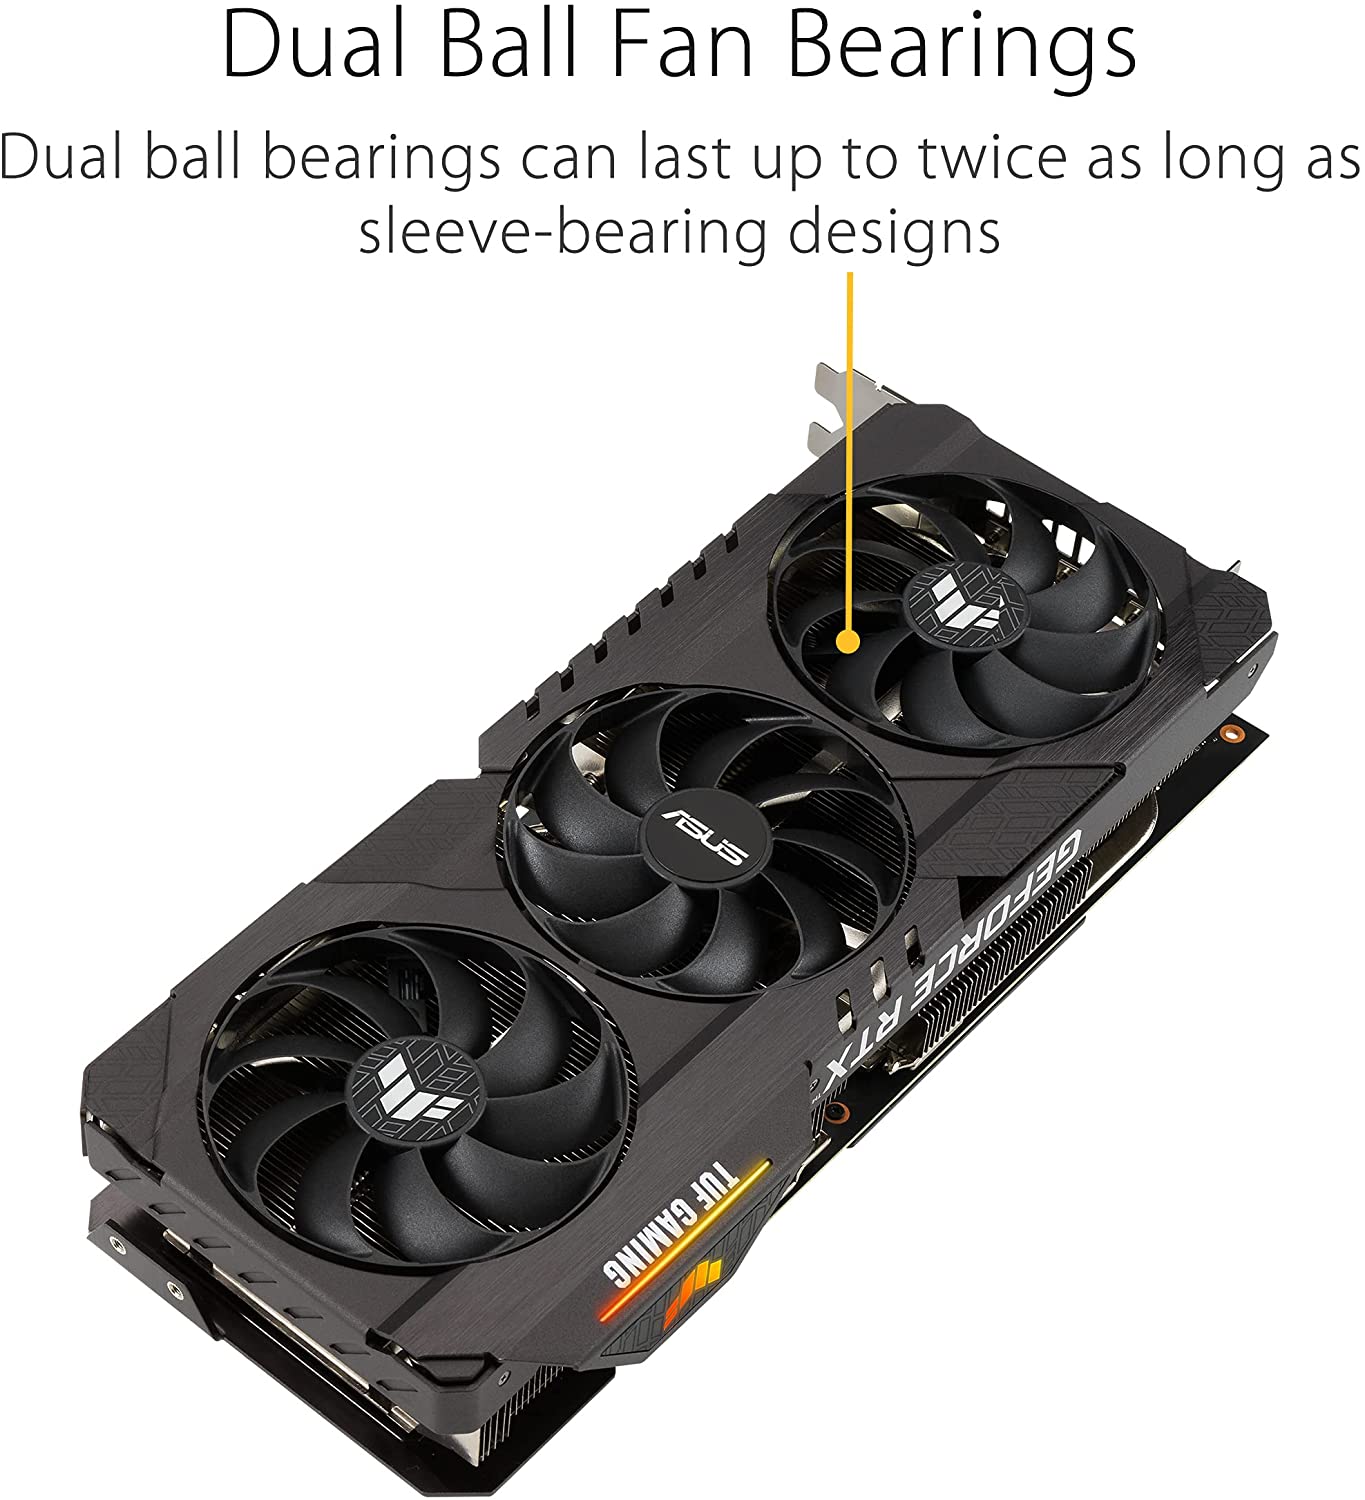 Dual Ball Fan Bearings
Dual ball bearings can last up to twice as long as
sleeve-bearing designs
ASUS
GEFORCE RTX™
TUF GAMING